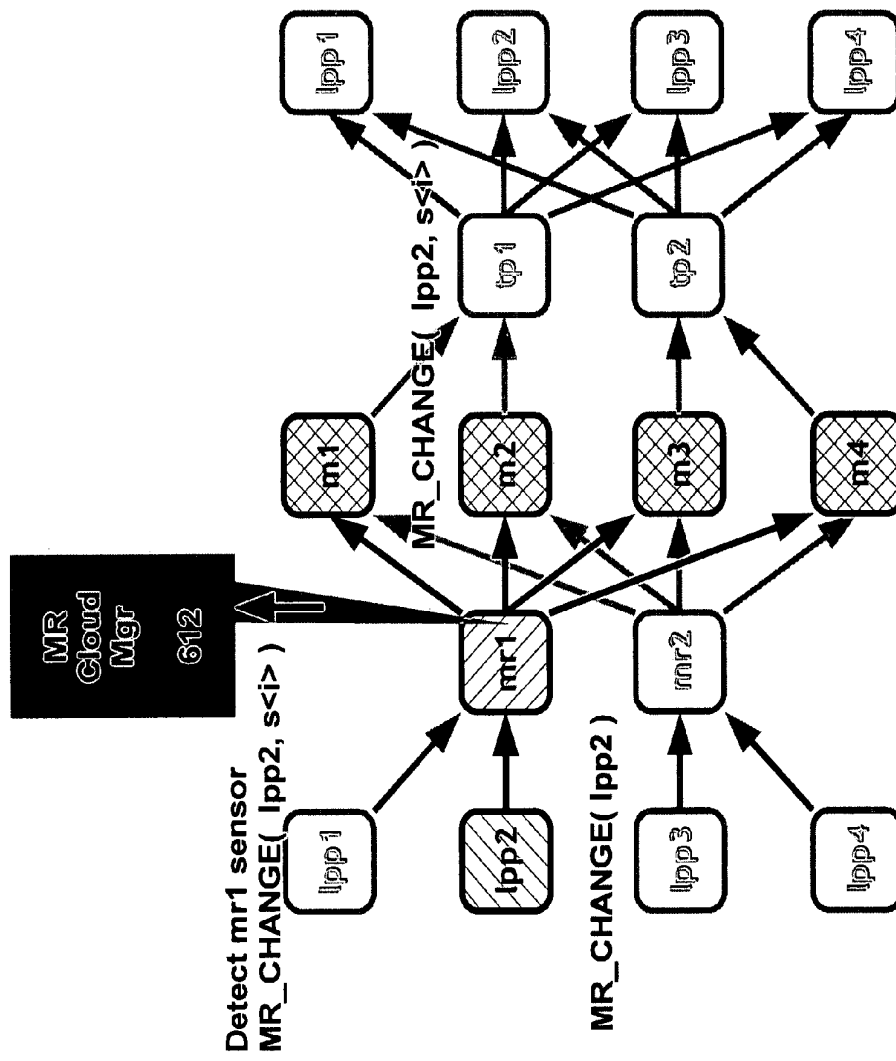 MR
Cloud
Mgr
612
Detect mr1 sensor
MR_CHANGE( lpp2, s<i> )
lpp1
m1
lpp1
MR_CHANGE( lpp2, s<i> )
lpp2
mr1
m2
tp1
lpp2
MR_CHANGE( lpp2 )
lpp3
mr2
m3
tp2
lpp3
lpp4
m4
lpp4